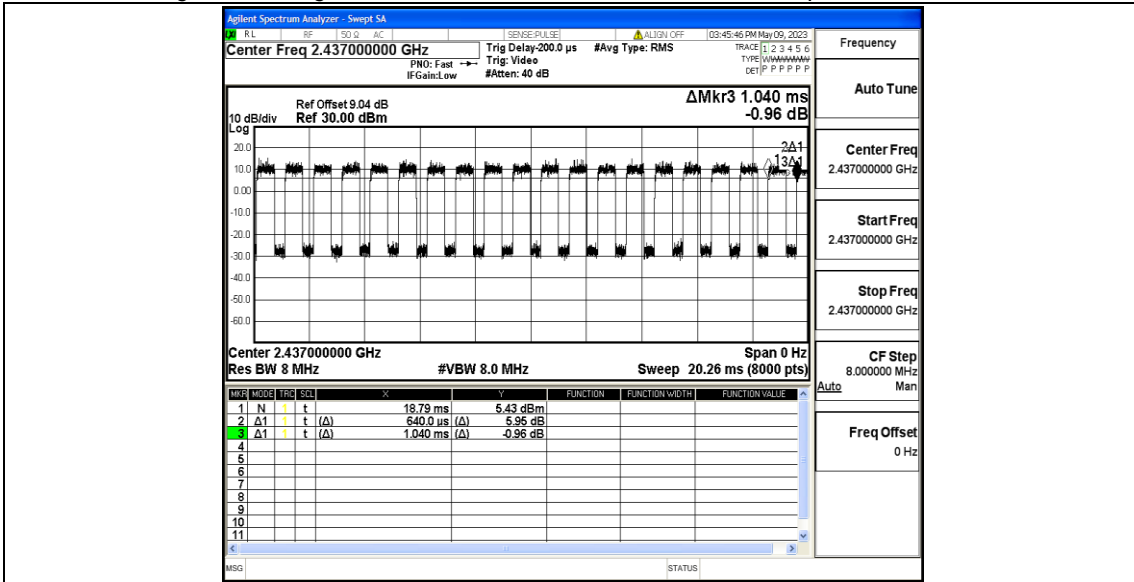 Agilent Spectrum Analyzer - Swept SA
RL RF 50 Ω AC SENSE:PULSE ALIGN OFF 03:45:46 PM May 09, 2023
Center Freq 2.437000000 GHz
PNO: Fast
IFGain:Low
Trig Delay-200.0 µs
Trig: Video
#Atten: 40 dB
#Avg Type: RMS
TRACE 1 2 3 4 5 6
TYPE
DET P P P P P P
ΔMkr3 1.040 ms
-0.96 dB
Ref Offset 9.04 dB
10 dB/div Ref 30.00 dBm
Log
20.0
10.0
0.00
-10.0
-20.0
-30.0
-40.0
-50.0
-60.0
2Δ1
3Δ1
1
Center 2.437000000 GHz Span 0 Hz
Res BW 8 MHz #VBW 8.0 MHz Sweep 20.26 ms (8000 pts)
MKR MODE TRC SCL X Y FUNCTION FUNCTION WIDTH FUNCTION VALUE
1 N 1 t 18.79 ms 5.43 dBm
2 Δ1 1 t (Δ) 640.0 µs (Δ) 5.95 dB
3 Δ1 1 t (Δ) 1.040 ms (Δ) -0.96 dB
4
5
6
7
8
9
10
11
MSG STATUS
Frequency
Auto Tune
Center Freq
2.437000000 GHz
Start Freq
2.437000000 GHz
Stop Freq
2.437000000 GHz
CF Step
8.000000 MHz
Auto Man
Freq Offset
0 Hz